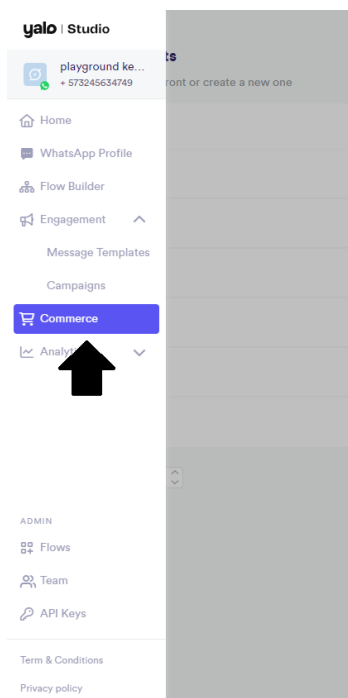 yalo | Studio
playground ke...
+ 573245634749
ts
ront or create a new one
Home
WhatsApp Profile
Flow Builder
Engagement
Message Templates
Campaigns
Commerce
Analyti
ADMIN
Flows
Team
API Keys
Term & Conditions
Privacy policy